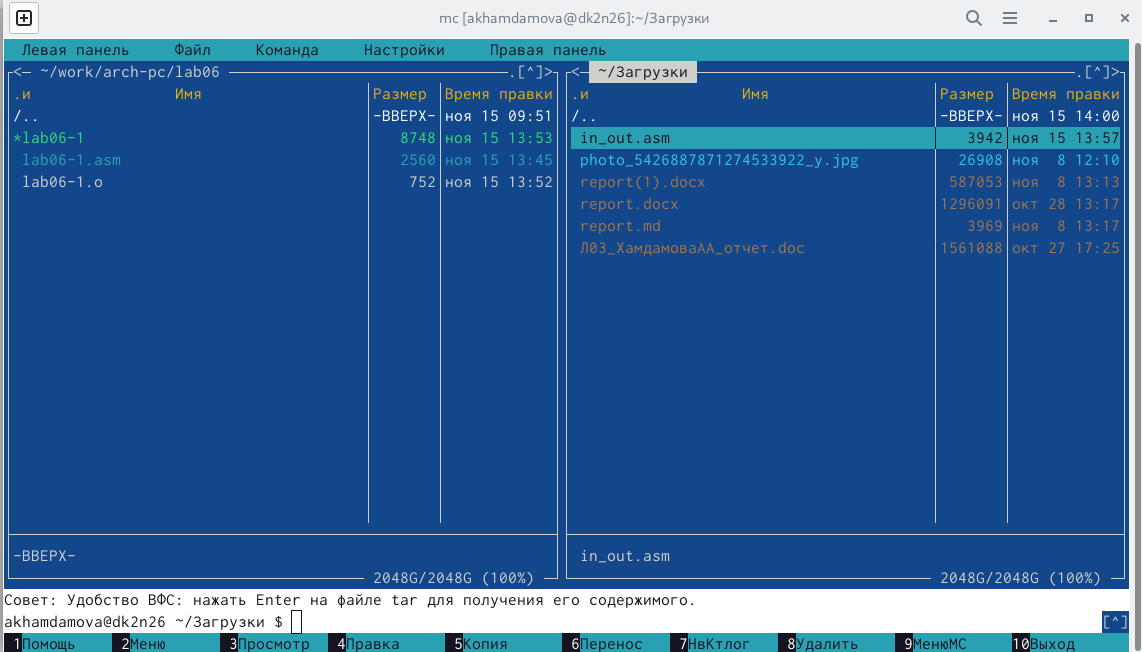 mc [akhamdamova@dk2n26]:~/Загрузки
Левая панель Файл Команда Настройки Правая панель
<─ ~/work/arch-pc/lab06 ─.[^]>
.и Имя Размер Время правки
/.. -ВВЕРХ- ноя 15 09:51
*lab06-1 8748 ноя 15 13:53
lab06-1.asm 2560 ноя 15 13:45
lab06-1.o 752 ноя 15 13:52
-ВВЕРХ-
2048G/2048G (100%)
<─ ~/Загрузки ─.[^]>
.и Имя Размер Время правки
/.. -ВВЕРХ- ноя 15 14:00
in_out.asm 3942 ноя 15 13:57
photo_5426887871274533922_y.jpg 26908 ноя 8 12:10
report(1).docx 587053 ноя 8 13:13
report.docx 1296091 окт 28 13:17
report.md 3969 ноя 8 13:17
Л03_ХамдамоваАА_отчет.doc 1561088 окт 27 17:25
in_out.asm
2048G/2048G (100%)
Совет: Удобство ВФС: нажать Enter на файле tar для получения его содержимого.
akhamdamova@dk2n26 ~/Загрузки $ [^]
1Помощь 2Меню 3Просмотр 4Правка 5Копия 6Перенос 7НвКтлог 8Удалить 9МенюМС 10Выход